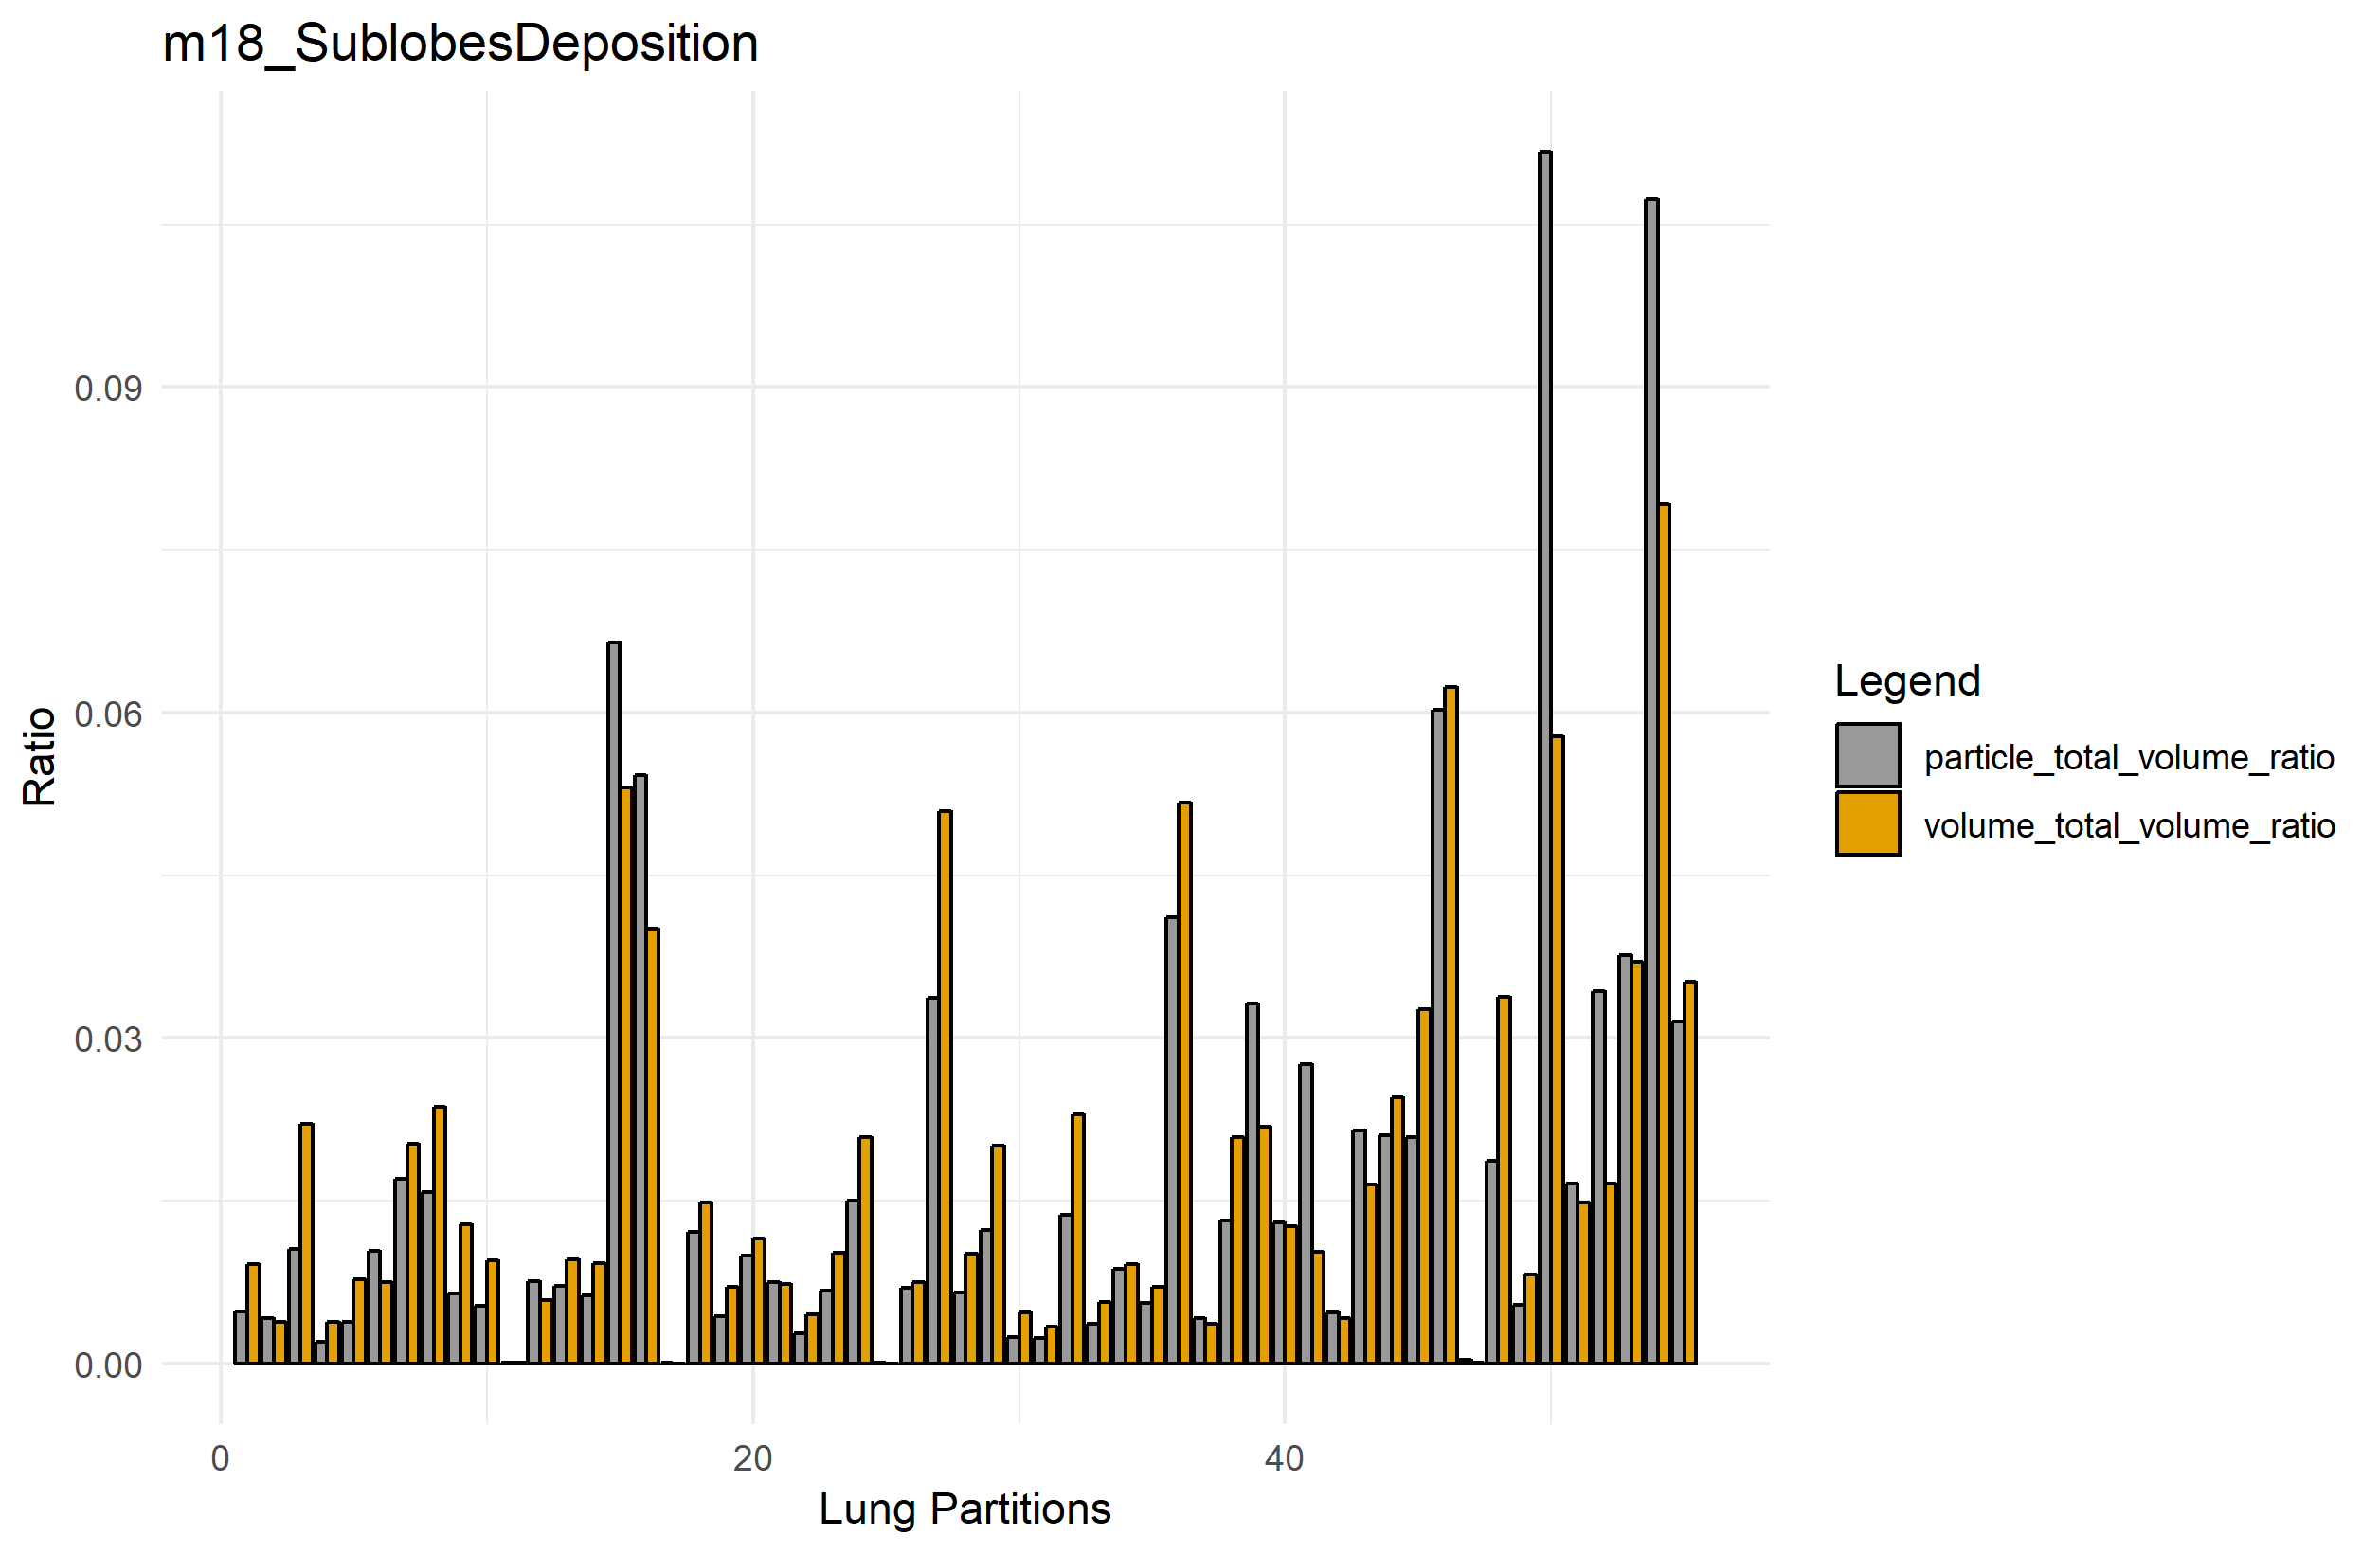 m18_SublobesDeposition
0.09
0.06
0.03
0.00
Ratio
0
20
40
Lung Partitions
Legend
particle_total_volume_ratio
volume_total_volume_ratio